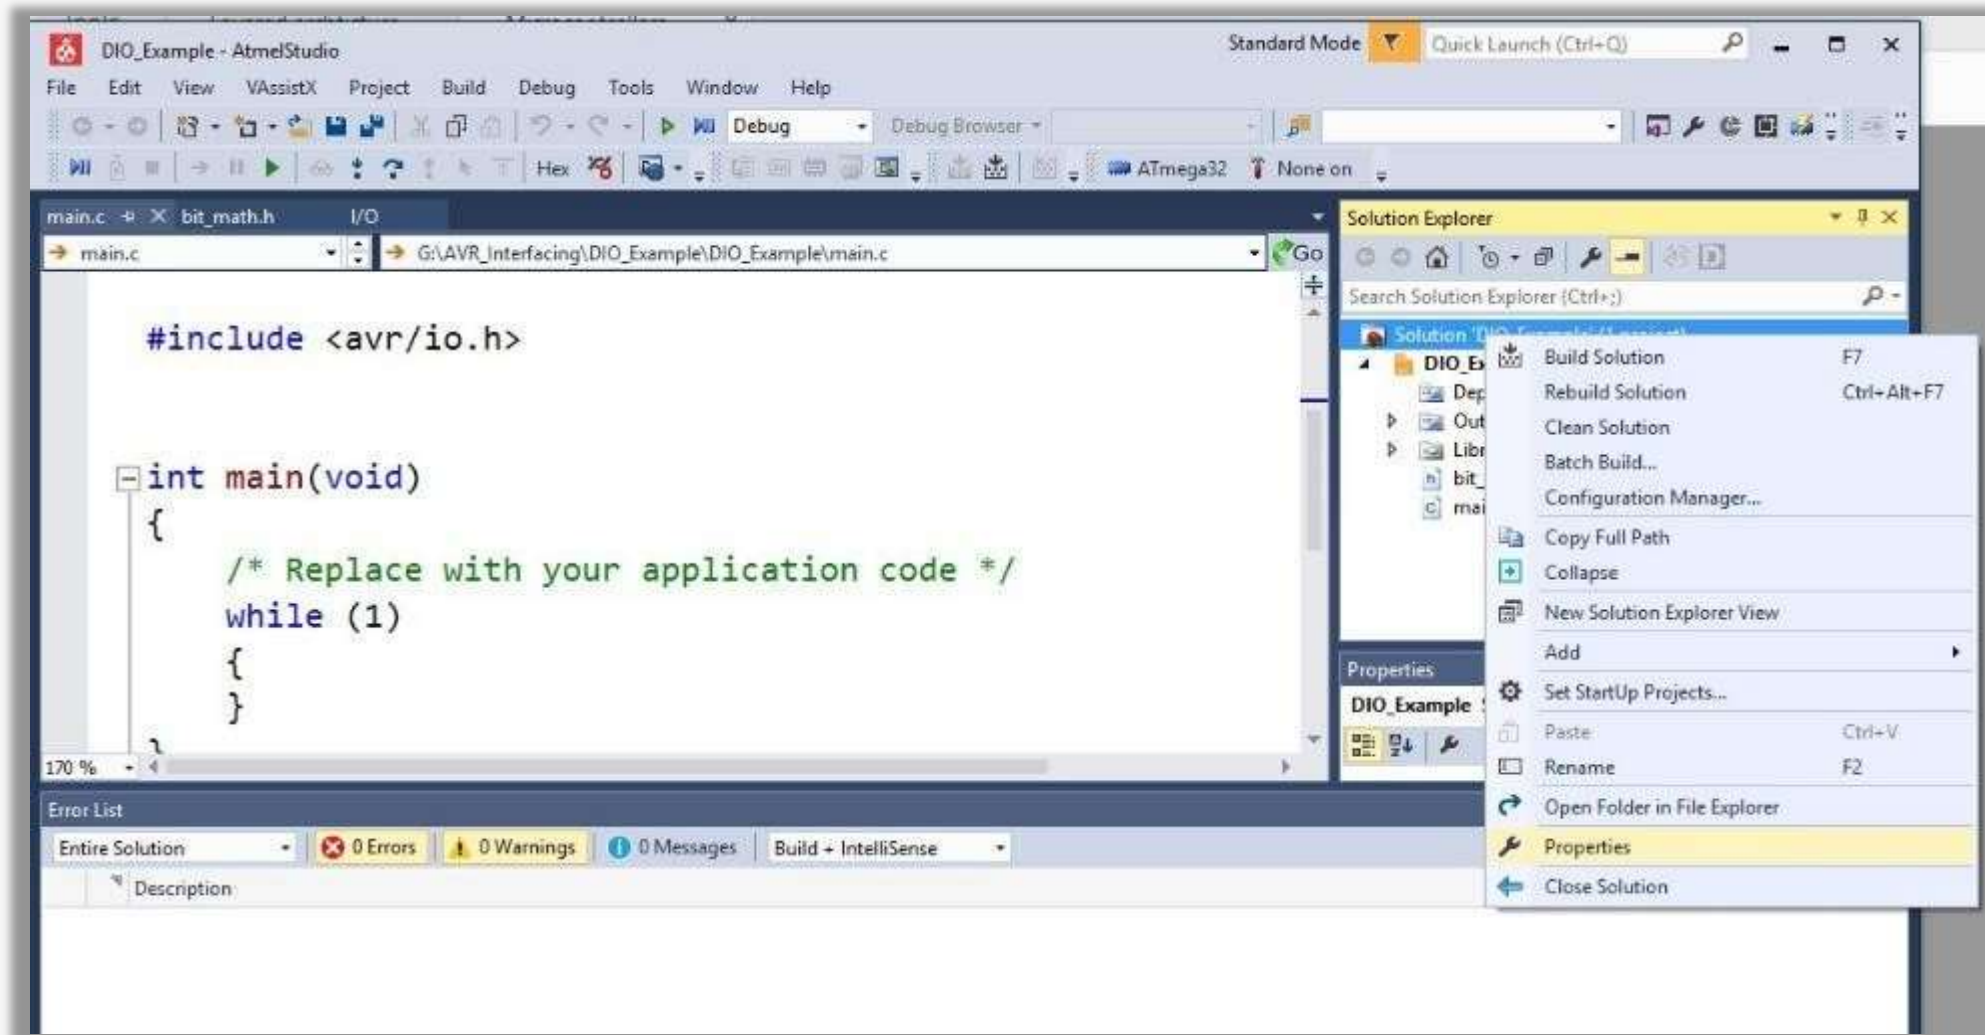 DIO_Example - AtmelStudio
Standard Mode
Quick Launch (Ctrl+Q)
File Edit View VAssistX Project Build Debug Tools Window Help
Debug
Debug Browser
Hex
ATmega32
None on
main.c
bit_math.h
I/O
main.c
G:\AVR_Interfacing\DIO_Example\DIO_Example\main.c
Go
#include <avr/io.h>
int main(void)
{
/* Replace with your application code */
while (1)
{
}
}
170 %
Solution Explorer
Search Solution Explorer (Ctrl+;)
Solution
DIO_Ex
Dep
Out
Libr
bit_
mai
Properties
DIO_Example
Build Solution F7
Rebuild Solution Ctrl+Alt+F7
Clean Solution
Batch Build...
Configuration Manager...
Copy Full Path
Collapse
New Solution Explorer View
Add
Set StartUp Projects...
Paste Ctrl+V
Rename F2
Open Folder in File Explorer
Properties
Close Solution
Error List
Entire Solution
0 Errors
0 Warnings
0 Messages
Build + IntelliSense
Description